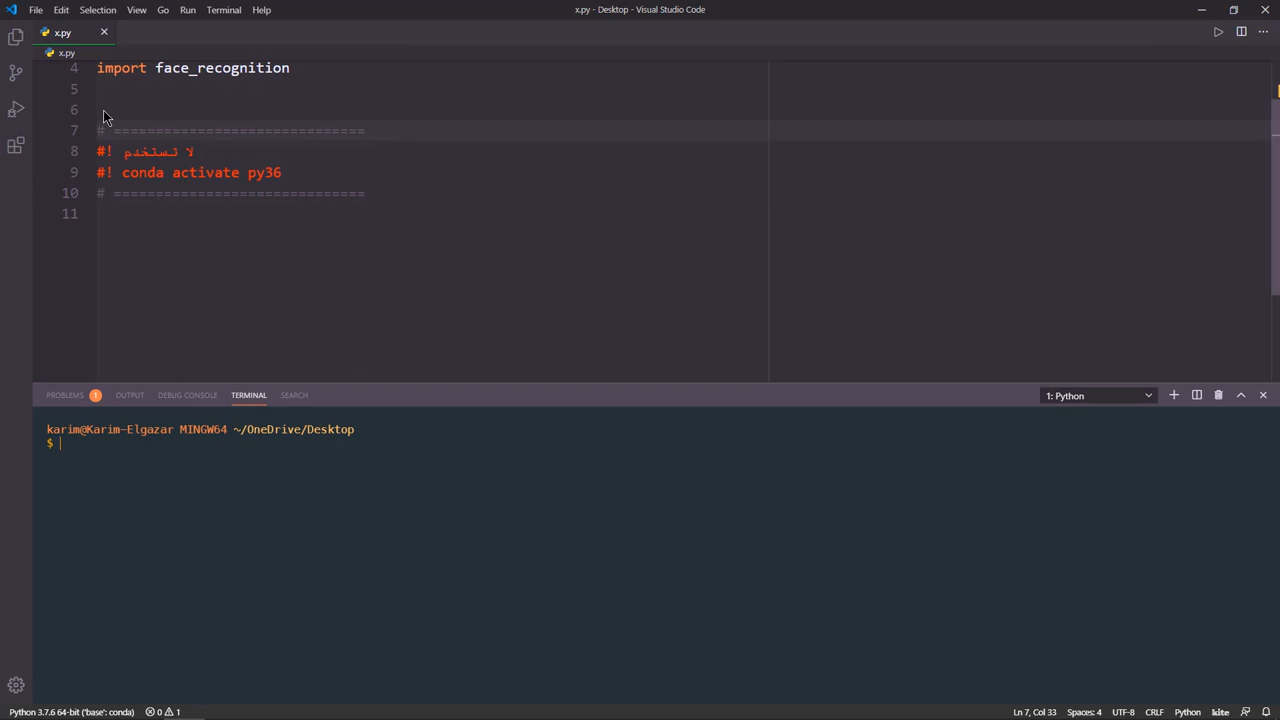 File Edit Selection View Go Run Terminal Help
x.py - Desktop - Visual Studio Code
x.py
x.py
4 import face_recognition
5
6
7 # ==============================
8 #! لا تستخدم
9 #! conda activate py36
10 # ==============================
11
PROBLEMS 1 OUTPUT DEBUG CONSOLE TERMINAL SEARCH
1: Python
karim@Karim-Elgazar MINGW64 ~/OneDrive/Desktop
$
Python 3.7.6 64-bit ('base': conda) 0 1
Ln 7, Col 33 Spaces: 4 UTF-8 CRLF Python kite